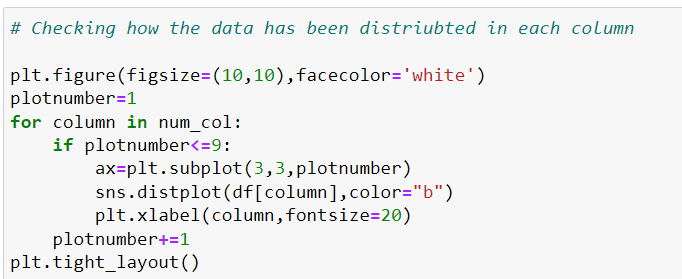 # Checking how the data has been distriubted in each column
plt.figure(figsize=(10,10),facecolor='white')
plotnumber=1
for column in num_col:
    if plotnumber<=9:
        ax=plt.subplot(3,3,plotnumber)
        sns.distplot(df[column],color="b")
        plt.xlabel(column,fontsize=20)
    plotnumber+=1
plt.tight_layout()